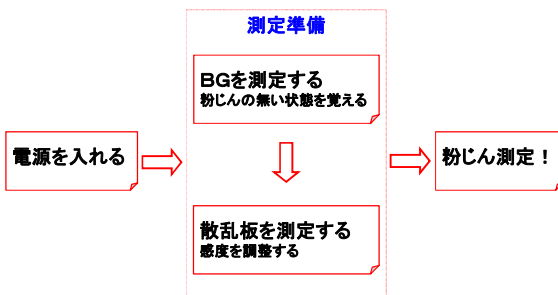 測定準備
BGを測定する
粉じんの無い状態を覚える
電源を入れる
粉じん測定！
散乱板を測定する
感度を調整する